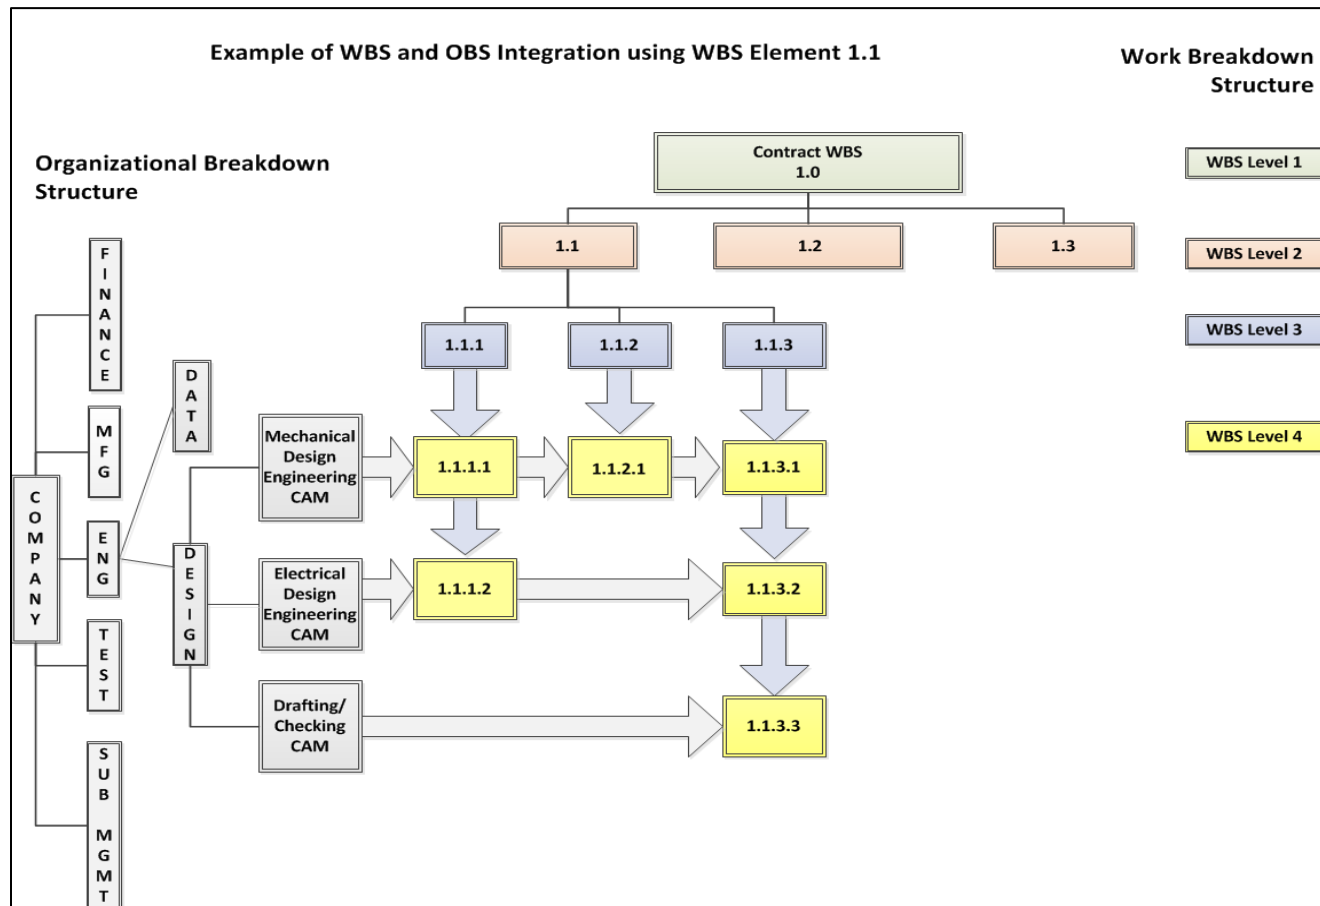 Example of WBS and OBS Integration using WBS Element 1.1
Work Breakdown
Structure
Organizational Breakdown
Structure
Contract WBS
1.0
WBS Level 1
1.1
1.2
1.3
WBS Level 2
1.1.1
1.1.2
1.1.3
WBS Level 3
FINANCE
MFG
COMPANY
ENG
TEST
SUB MGMT
DATA
DESIGN
Mechanical
Design
Engineering
CAM
1.1.1.1
1.1.2.1
1.1.3.1
WBS Level 4
Electrical
Design
Engineering
CAM
1.1.1.2
1.1.3.2
Drafting/
Checking
CAM
1.1.3.3